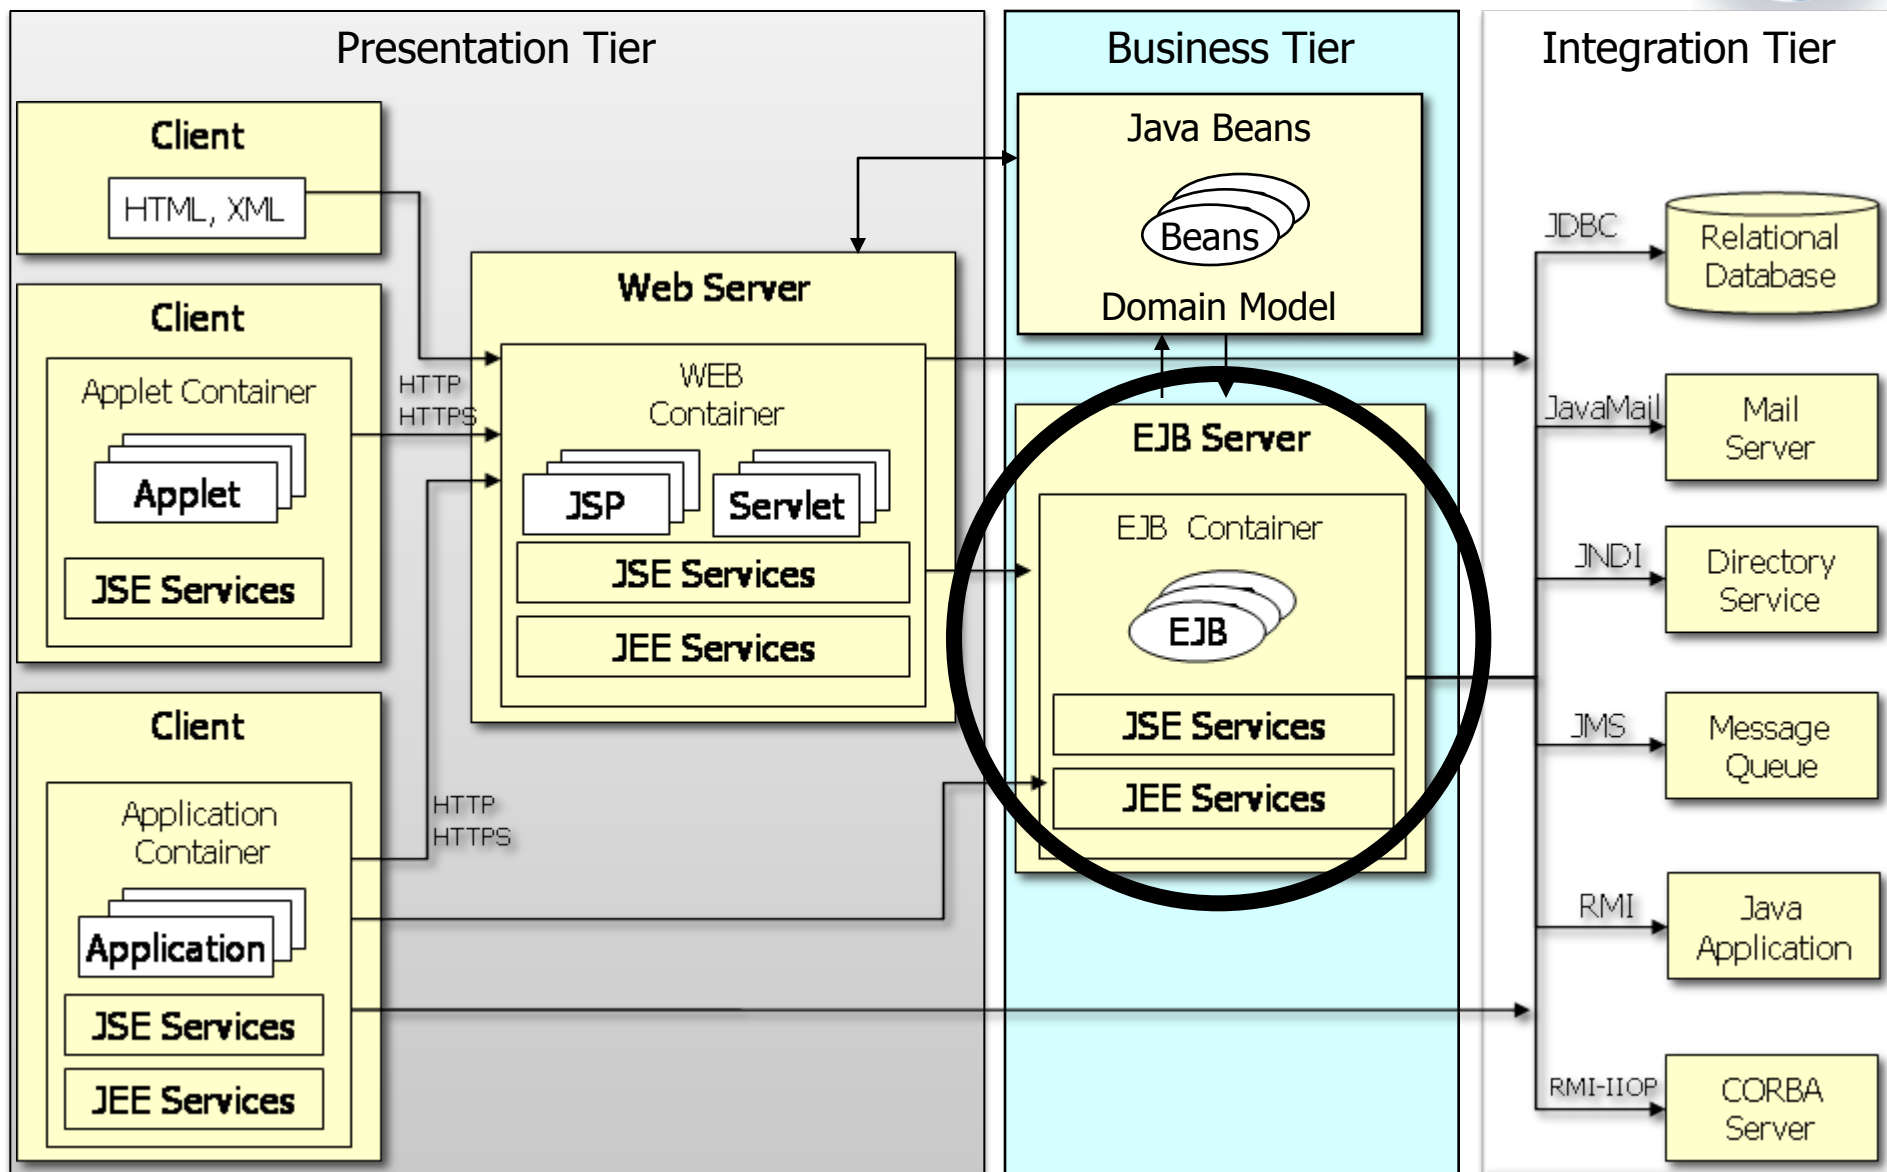 Presentation Tier
Client
HTML, XML
Client
Applet Container
Applet
JSE Services
Client
Application
Container
Application
JSE Services
JEE Services
HTTP
HTTPS
HTTP
HTTPS
Web Server
WEB
Container
JSP
Servlet
JSE Services
JEE Services
Business Tier
Java Beans
Beans
Domain Model
EJB Server
EJB Container
EJB
JSE Services
JEE Services
Integration Tier
JDBC
Relational
Database
JavaMail
Mail
Server
JNDI
Directory
Service
JMS
Message
Queue
RMI
Java
Application
RMI-IIOP
CORBA
Server